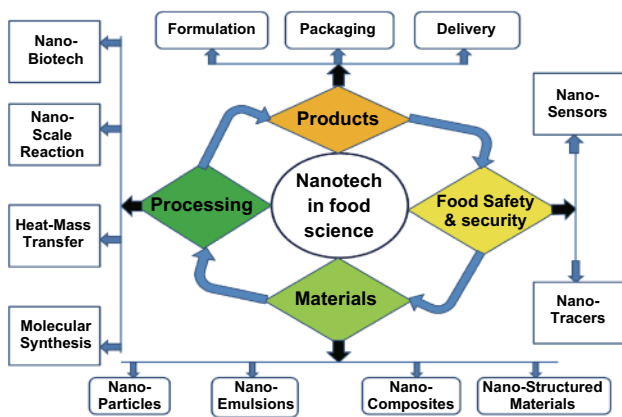 Formulation
Packaging
Delivery
Nano-
Biotech
Nano-
Scale
Reaction
Heat-Mass
Transfer
Molecular
Synthesis
Products
Processing
Nanotech
in food
science
Food Safety
& security
Materials
Nano-
Sensors
Nano-
Tracers
Nano-
Particles
Nano-
Emulsions
Nano-
Composites
Nano-Structured
Materials